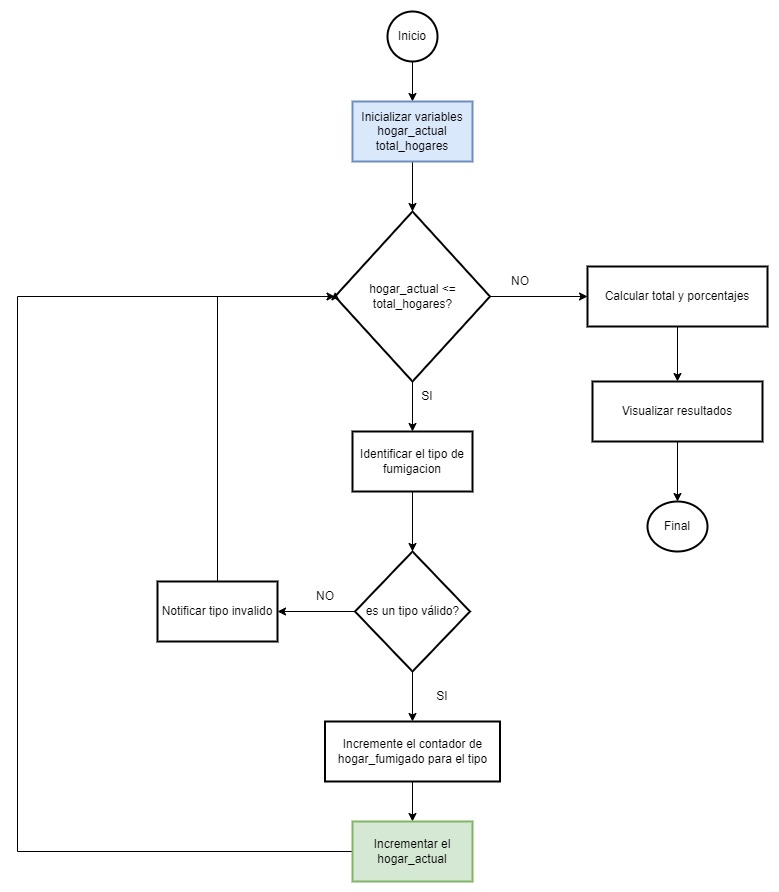 Inicio
Inicializar variables
hogar_actual
total_hogares
hogar_actual <=
total_hogares?
NO
Calcular total y porcentajes
SI
Visualizar resultados
Identificar el tipo de
fumigacion
Final
es un tipo válido?
NO
Notificar tipo invalido
SI
Incremente el contador de
hogar_fumigado para el tipo
Incrementar el
hogar_actual